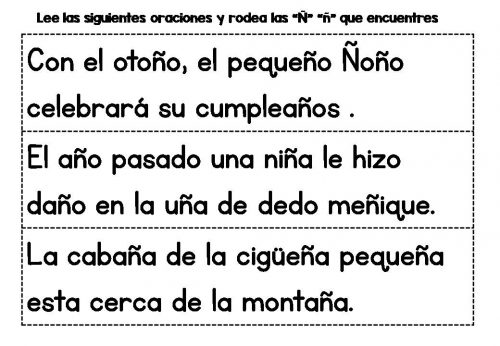 Lee las siguientes oraciones y rodea las "Ñ" "ñ" que encuentres
Con el otoño, el pequeño Ñoño
celebrará su cumpleaños .
El año pasado una niña le hizo
daño en la uña de dedo meñique.
La cabaña de la cigüeña pequeña
esta cerca de la montaña.